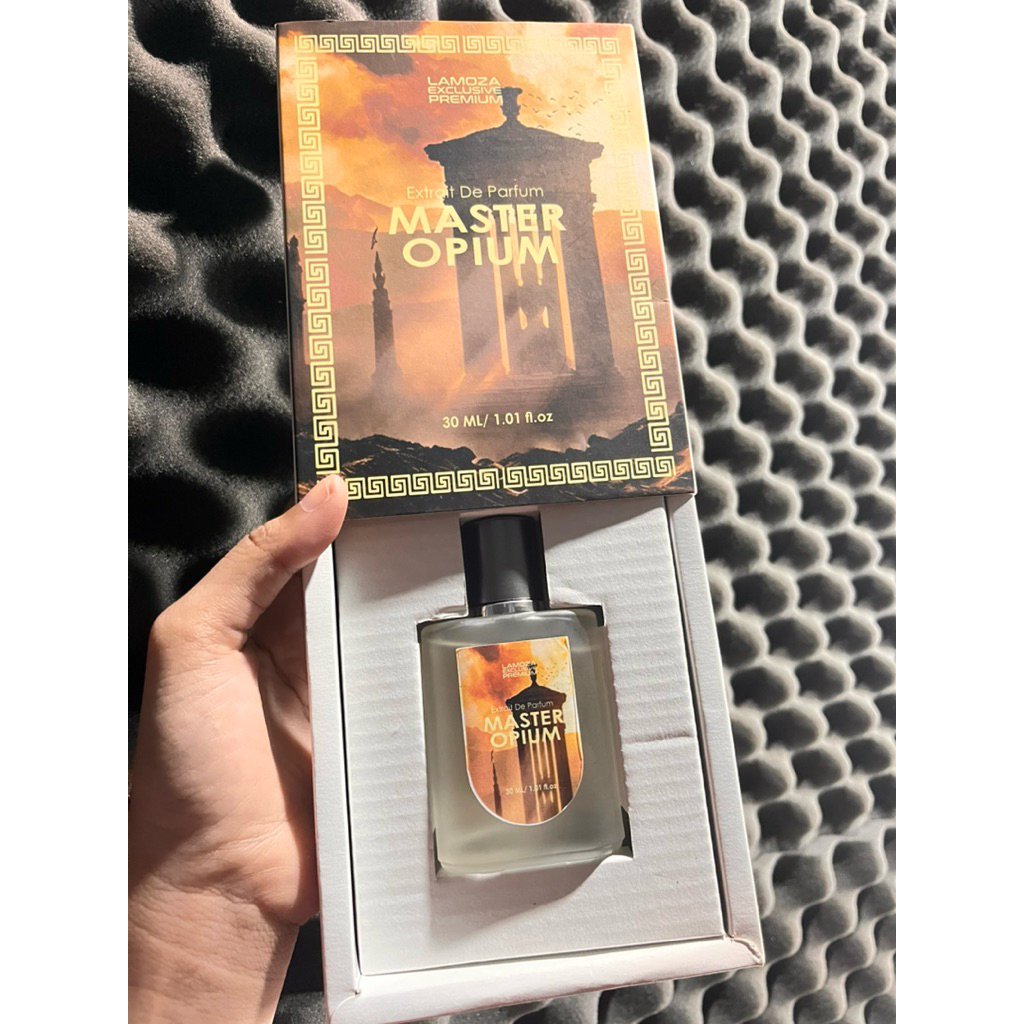 LAMOZA
EXCLUSIVE
PREMIUM
Extrait De Parfum
MASTER
OPIUM
30 ML/ 1.01 fl.oz
LAMOZA
EXCLUSIVE
PREMIUM
Extrait De Parfum
MASTER
OPIUM
30 ML/ 1.01 fl.oz